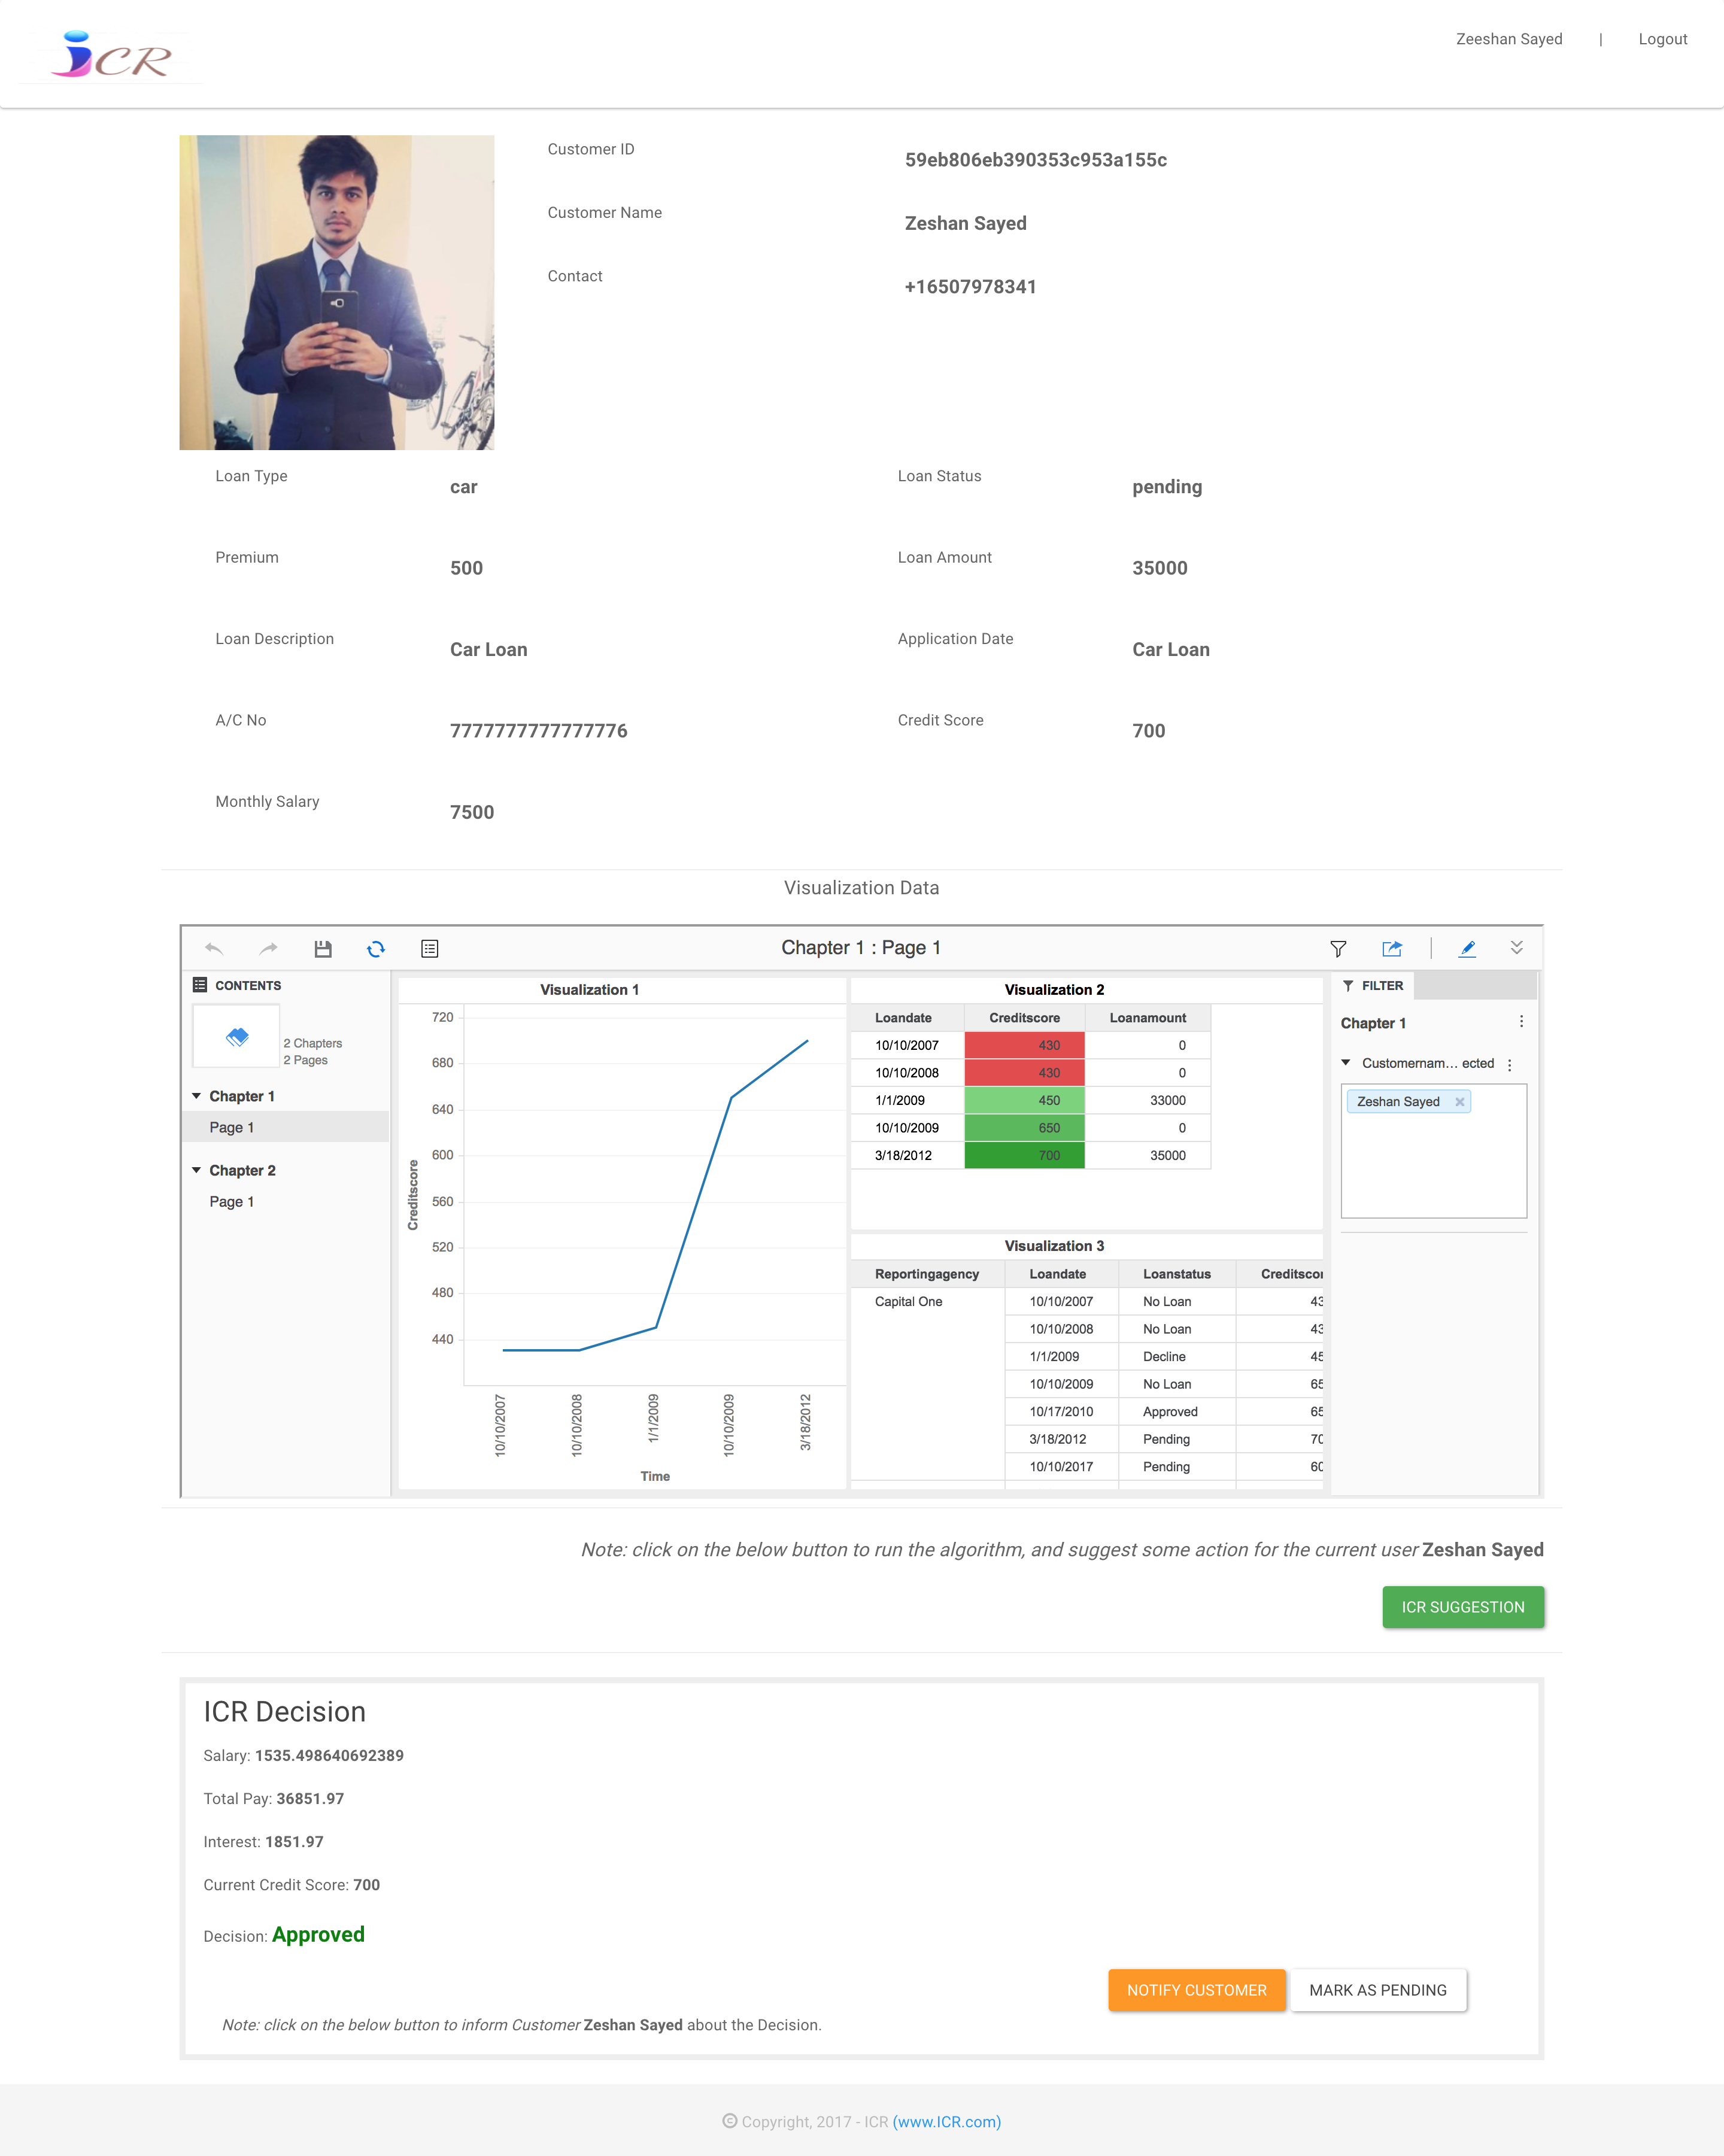 ICR
Zeeshan Sayed | Logout
Customer ID 59eb806eb390353c953a155c
Customer Name Zeshan Sayed
Contact +16507978341
Loan Type car Loan Status pending
Premium 500 Loan Amount 35000
Loan Description Car Loan Application Date Car Loan
A/C No 7777777777777776 Credit Score 700
Monthly Salary 7500
Visualization Data
Chapter 1 : Page 1
CONTENTS
2 Chapters
2 Pages
Chapter 1
Page 1
Chapter 2
Page 1
Visualization 1
Creditscore
720
680
640
600
560
520
480
440
10/10/2007
10/10/2008
1/1/2009
10/10/2009
3/18/2012
Time
Visualization 2
Loandate Creditscore Loanamount
10/10/2007 430 0
10/10/2008 430 0
1/1/2009 450 33000
10/10/2009 650 0
3/18/2012 700 35000
Visualization 3
Reportingagency Loandate Loanstatus Creditscor
Capital One 10/10/2007 No Loan 43
10/10/2008 No Loan 43
1/1/2009 Decline 45
10/10/2009 No Loan 65
10/17/2010 Approved 65
3/18/2012 Pending 70
10/10/2017 Pending 60
FILTER
Chapter 1
Customernam... ected
Zeshan Sayed
Note: click on the below button to run the algorithm, and suggest some action for the current user Zeshan Sayed
ICR SUGGESTION
ICR Decision
Salary: 1535.498640692389
Total Pay: 36851.97
Interest: 1851.97
Current Credit Score: 700
Decision: Approved
NOTIFY CUSTOMER MARK AS PENDING
Note: click on the below button to inform Customer Zeshan Sayed about the Decision.
© Copyright, 2017 - ICR (www.ICR.com)